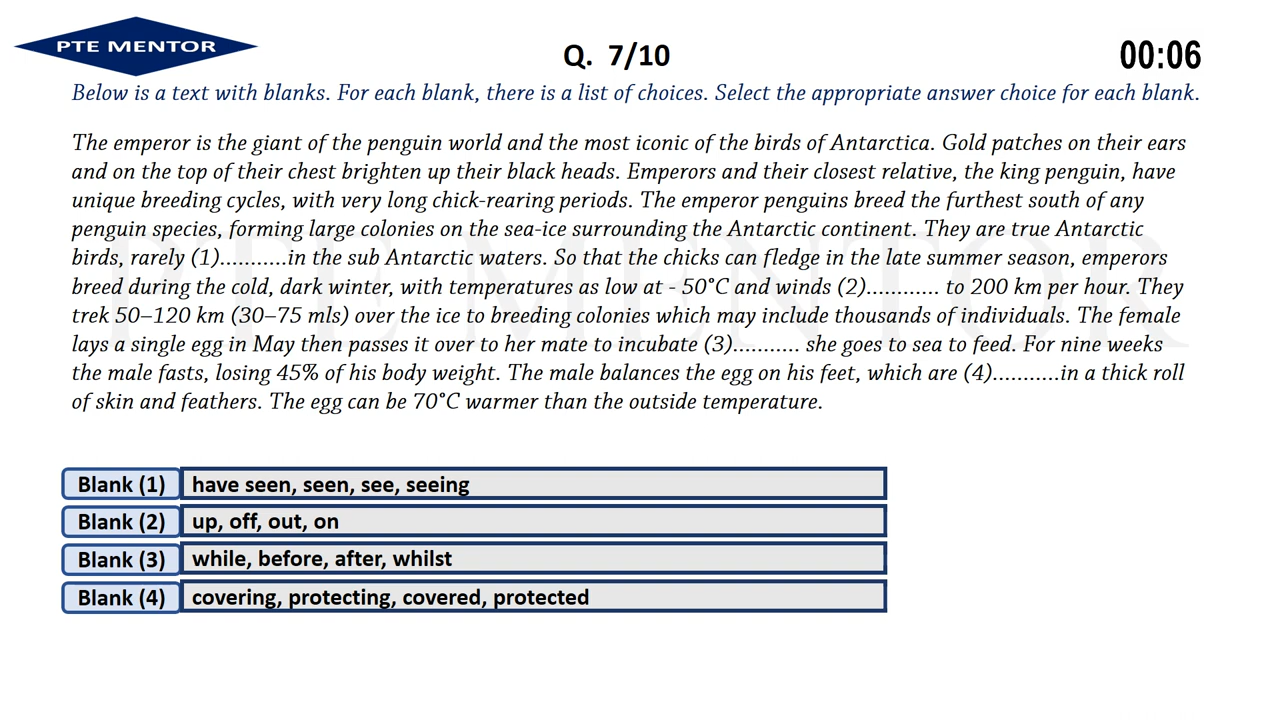 PTE MENTOR
Q. 7/10
00:06
Below is a text with blanks. For each blank, there is a list of choices. Select the appropriate answer choice for each blank.
The emperor is the giant of the penguin world and the most iconic of the birds of Antarctica. Gold patches on their ears
and on the top of their chest brighten up their black heads. Emperors and their closest relative, the king penguin, have
unique breeding cycles, with very long chick-rearing periods. The emperor penguins breed the furthest south of any
penguin species, forming large colonies on the sea-ice surrounding the Antarctic continent. They are true Antarctic
birds, rarely (1)...........in the sub Antarctic waters. So that the chicks can fledge in the late summer season, emperors
breed during the cold, dark winter, with temperatures as low at - 50°C and winds (2)............ to 200 km per hour. They
trek 50–120 km (30–75 mls) over the ice to breeding colonies which may include thousands of individuals. The female
lays a single egg in May then passes it over to her mate to incubate (3)........... she goes to sea to feed. For nine weeks
the male fasts, losing 45% of his body weight. The male balances the egg on his feet, which are (4)...........in a thick roll
of skin and feathers. The egg can be 70°C warmer than the outside temperature.
PTE MENTOR
Blank (1) have seen, seen, see, seeing
Blank (2) up, off, out, on
Blank (3) while, before, after, whilst
Blank (4) covering, protecting, covered, protected